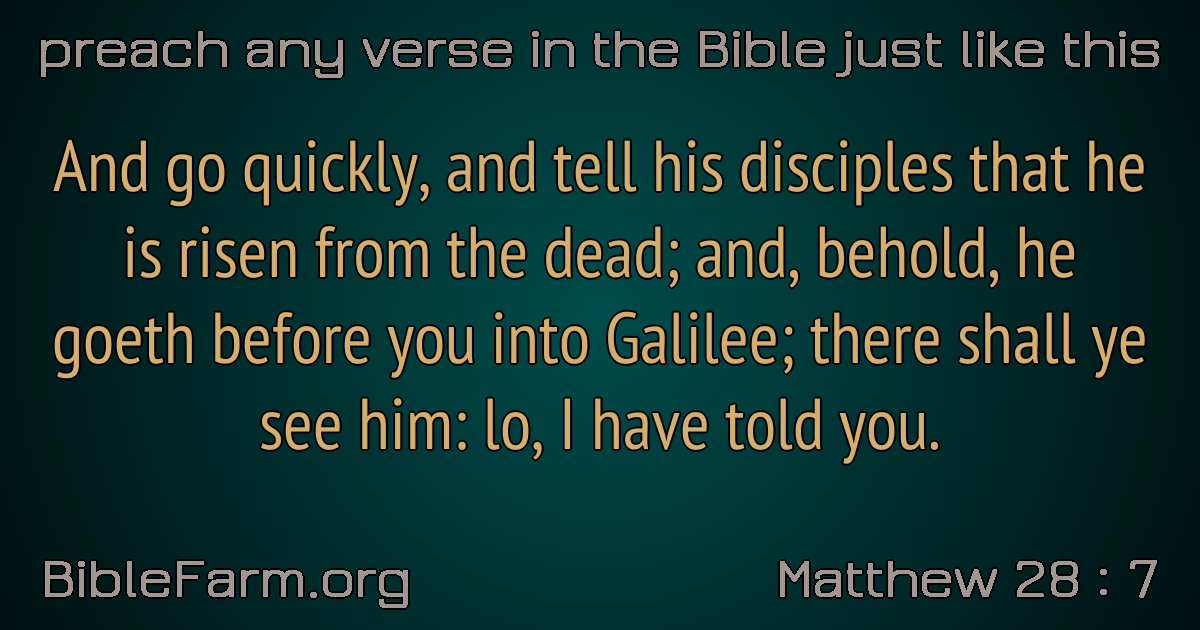 preach any verse in the Bible just like this
And go quickly, and tell his disciples that he
is risen from the dead; and, behold, he
goeth before you into Galilee; there shall ye
see him: lo, I have told you.
BibleFarm.org
Matthew 28 : 7